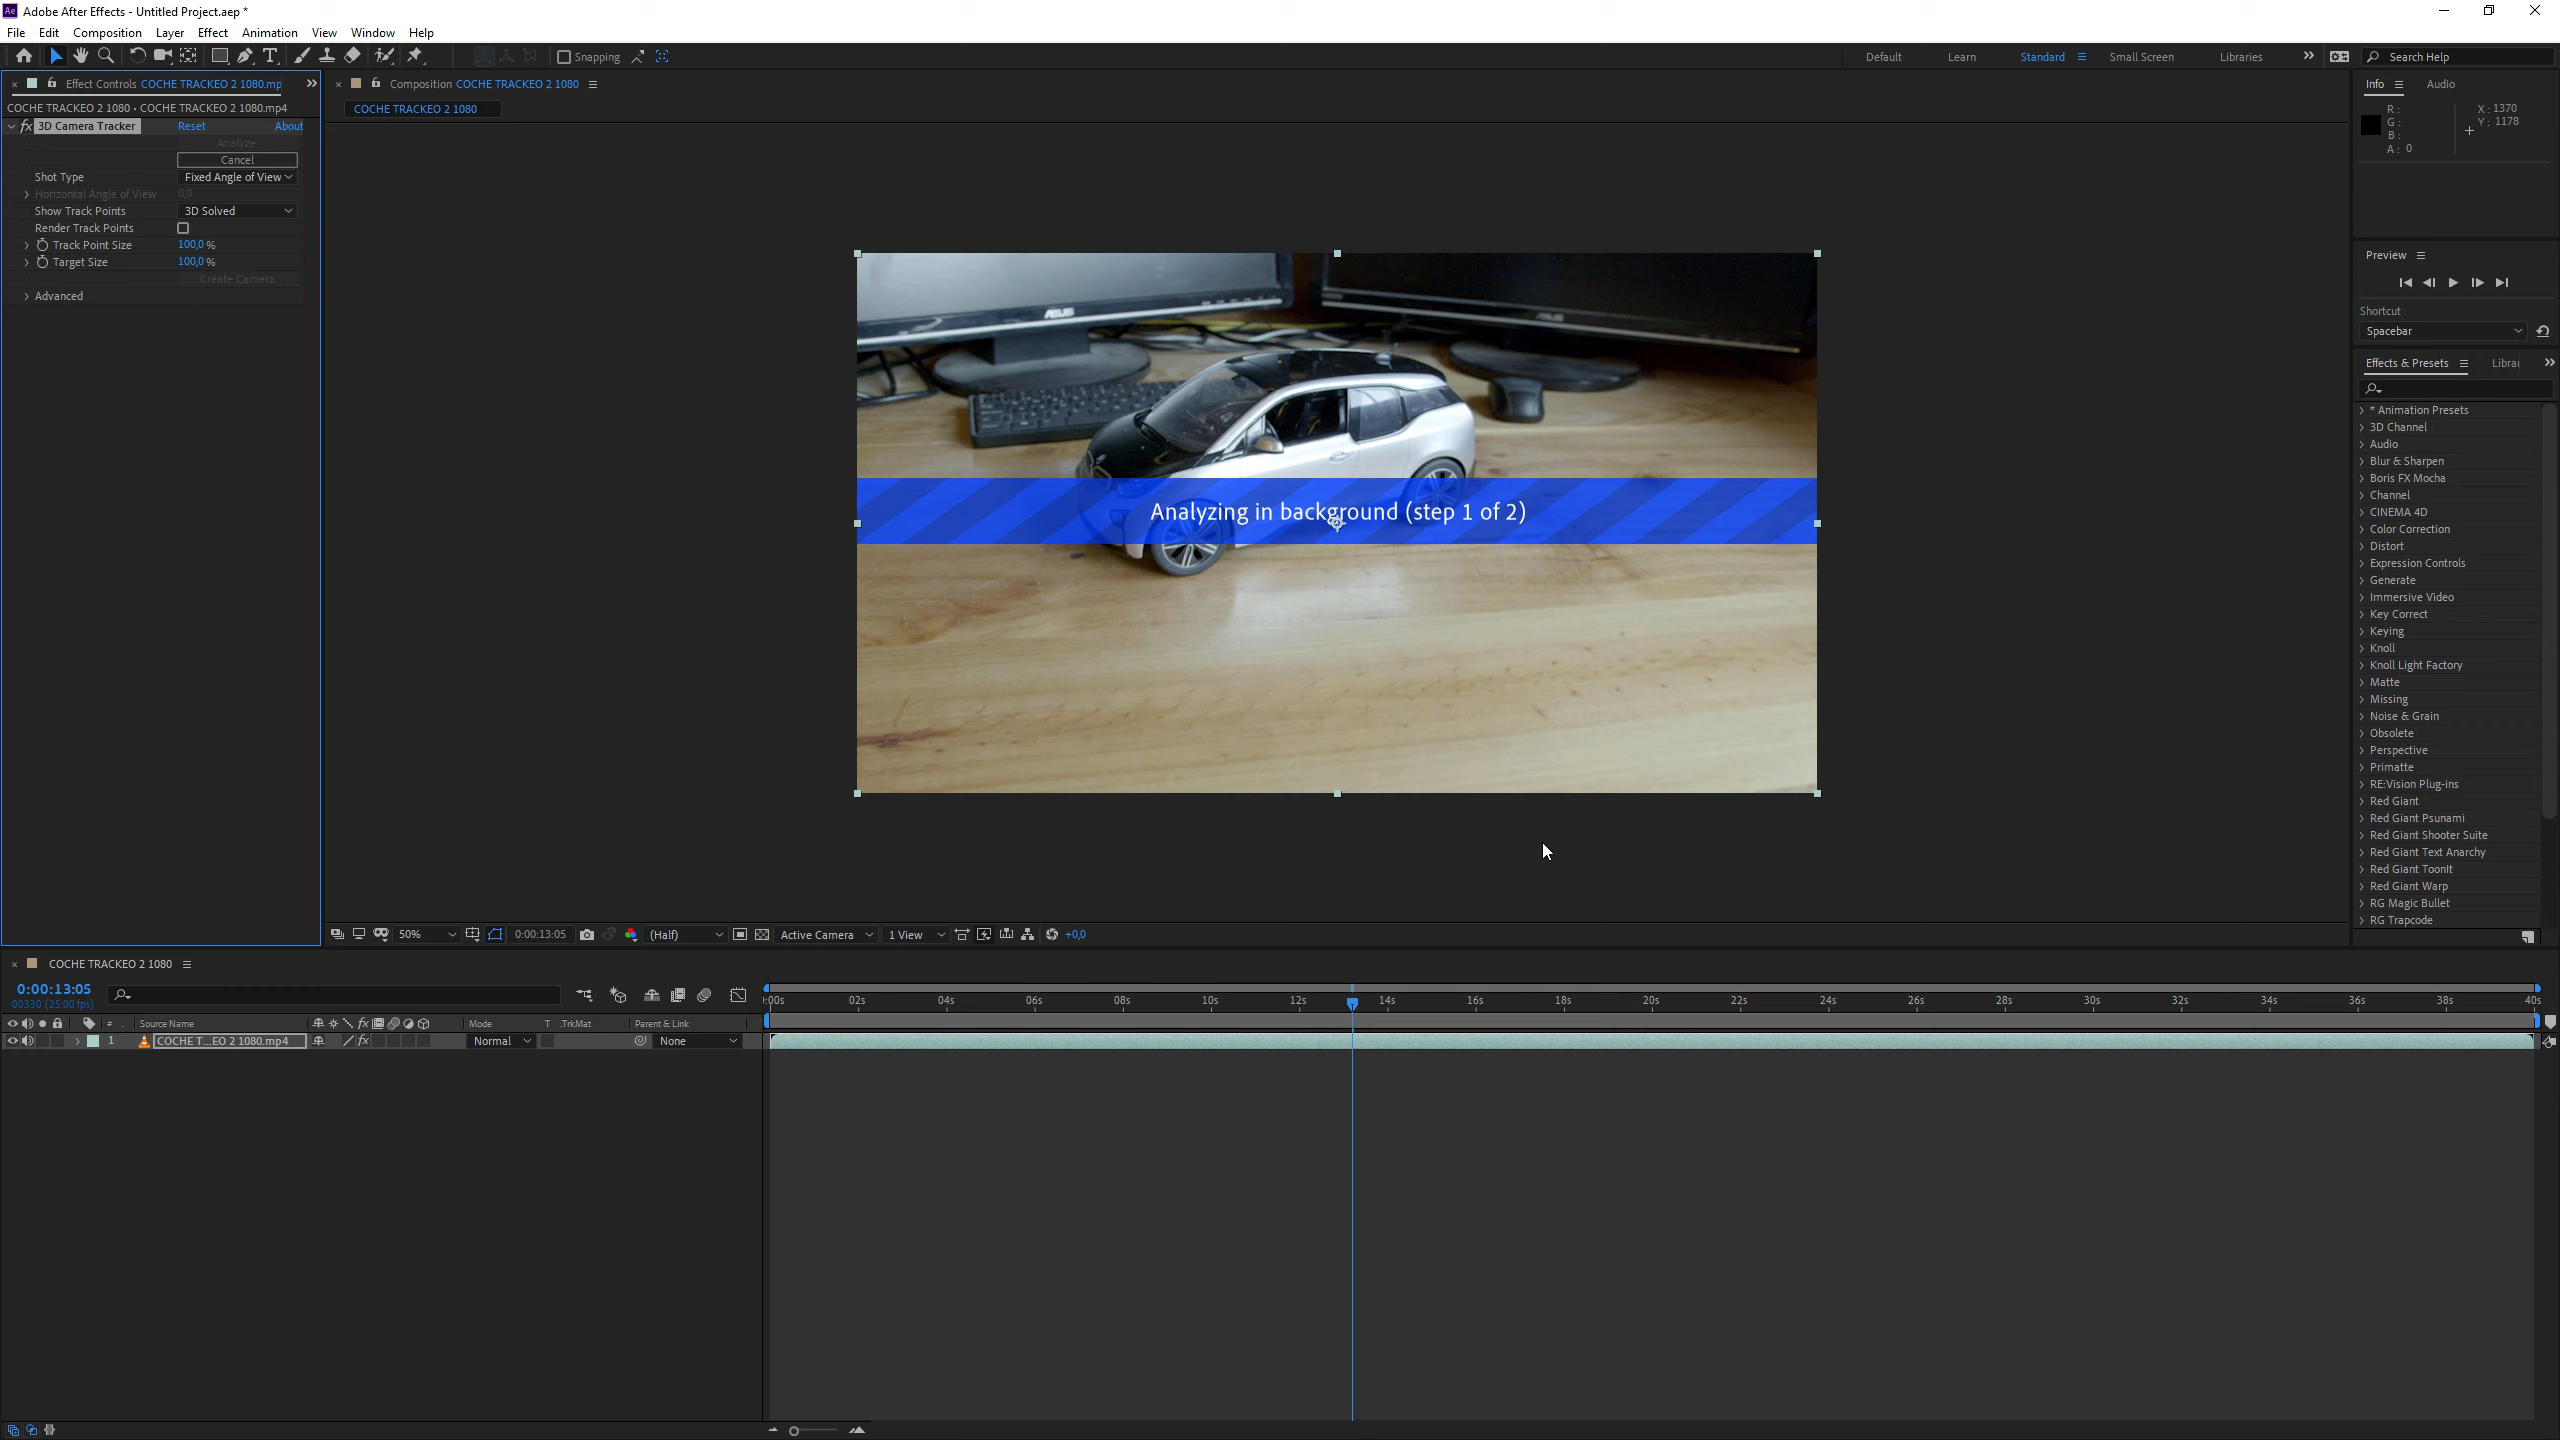 Adobe After Effects - Untitled Project.aep *
File Edit Composition Layer Effect Animation View Window Help
Snapping
Default Learn Standard Small Screen Libraries Search Help
Effect Controls COCHE TRACKEO 2 1080.mp
COCHE TRACKEO 2 1080 • COCHE TRACKEO 2 1080.mp4
fx 3D Camera Tracker Reset About
Analyze
Cancel
Shot Type Fixed Angle of View
Horizontal Angle of View 0,0
Show Track Points 3D Solved
Render Track Points
Track Point Size 100,0 %
Target Size 100,0 %
Create Camera
Advanced
Composition COCHE TRACKEO 2 1080
COCHE TRACKEO 2 1080
ASUS
Analyzing in background (step 1 of 2)
50% 0:00:13:05 (Half) Active Camera 1 View +0,0
Info Audio
R :
G :
B :
A : 0
X : 1370
Y : 1178
Preview
Shortcut
Spacebar
Effects & Presets Librai
* Animation Presets
3D Channel
Audio
Blur & Sharpen
Boris FX Mocha
Channel
CINEMA 4D
Color Correction
Distort
Expression Controls
Generate
Immersive Video
Key Correct
Keying
Knoll
Knoll Light Factory
Matte
Missing
Noise & Grain
Obsolete
Perspective
Primatte
RE:Vision Plug-ins
Red Giant
Red Giant Psunami
Red Giant Shooter Suite
Red Giant Text Anarchy
Red Giant ToonIt
Red Giant Warp
RG Magic Bullet
RG Trapcode
COCHE TRACKEO 2 1080
0:00:13:05
00330 (25.00 fps)
# Source Name fx Mode T .TrkMat Parent & Link
1 COCHE T...EO 2 1080.mp4 fx Normal None
):00s 02s 04s 06s 08s 10s 12s 14s 16s 18s 20s 22s 24s 26s 28s 30s 32s 34s 36s 38s 40s